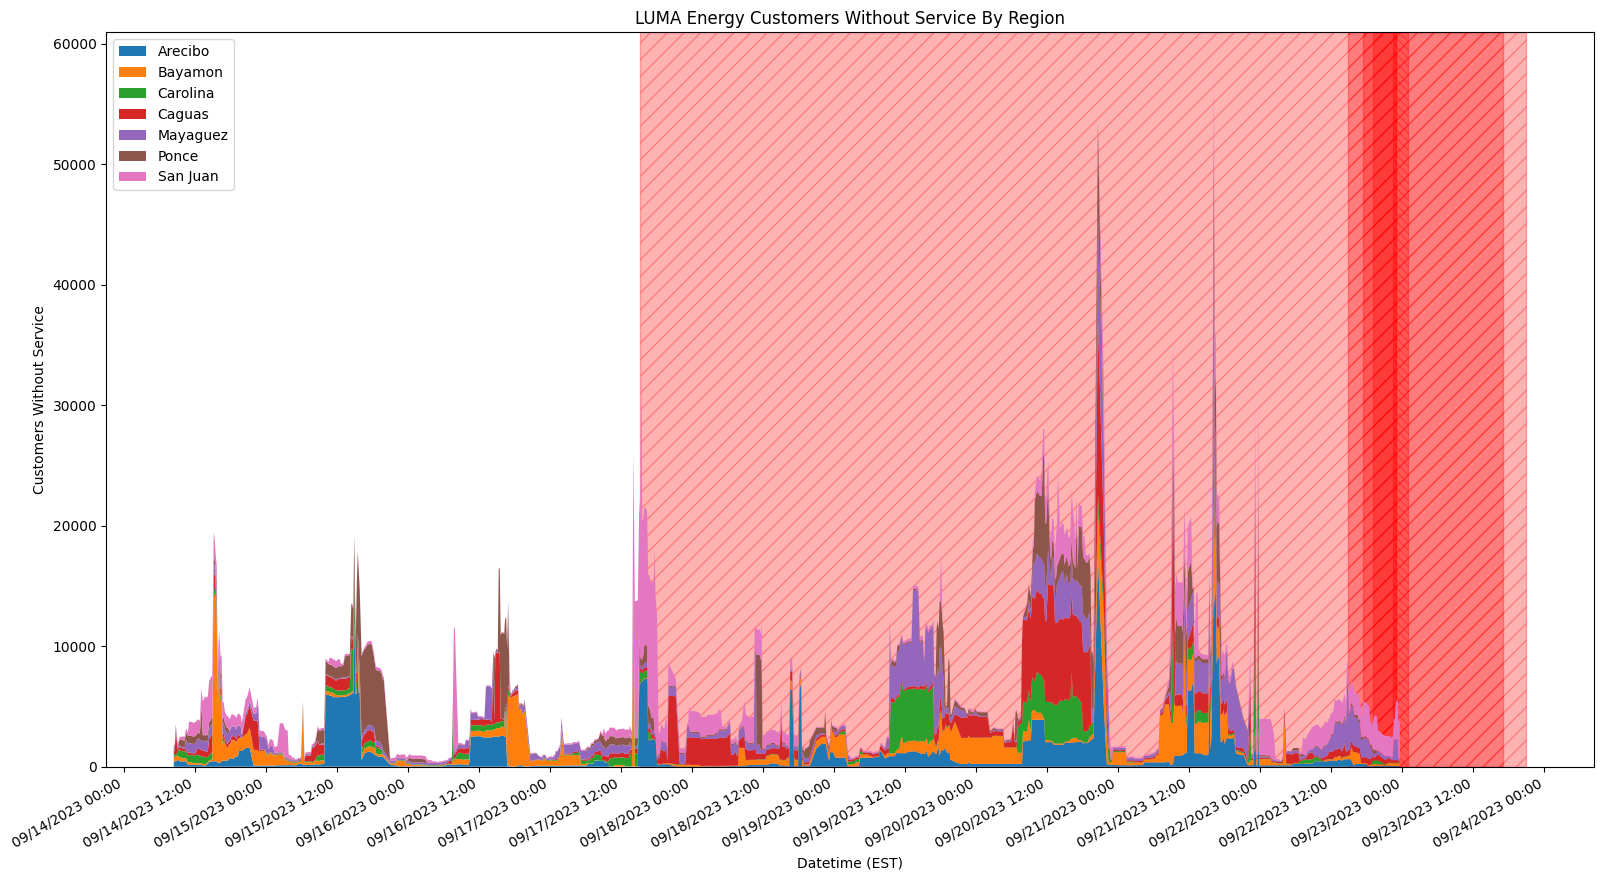 LUMA Energy Customers Without Service By Region
60000
50000
40000
30000
20000
10000
0
Customers Without Service
Arecibo
Bayamon
Carolina
Caguas
Mayaguez
Ponce
San Juan
09/14/2023 00:00
09/14/2023 12:00
09/15/2023 00:00
09/15/2023 12:00
09/16/2023 00:00
09/16/2023 12:00
09/17/2023 00:00
09/17/2023 12:00
09/18/2023 00:00
09/18/2023 12:00
09/19/2023 00:00
09/19/2023 12:00
09/20/2023 00:00
09/20/2023 12:00
09/21/2023 00:00
09/21/2023 12:00
09/22/2023 00:00
09/22/2023 12:00
09/23/2023 00:00
09/23/2023 12:00
09/24/2023 00:00
Datetime (EST)